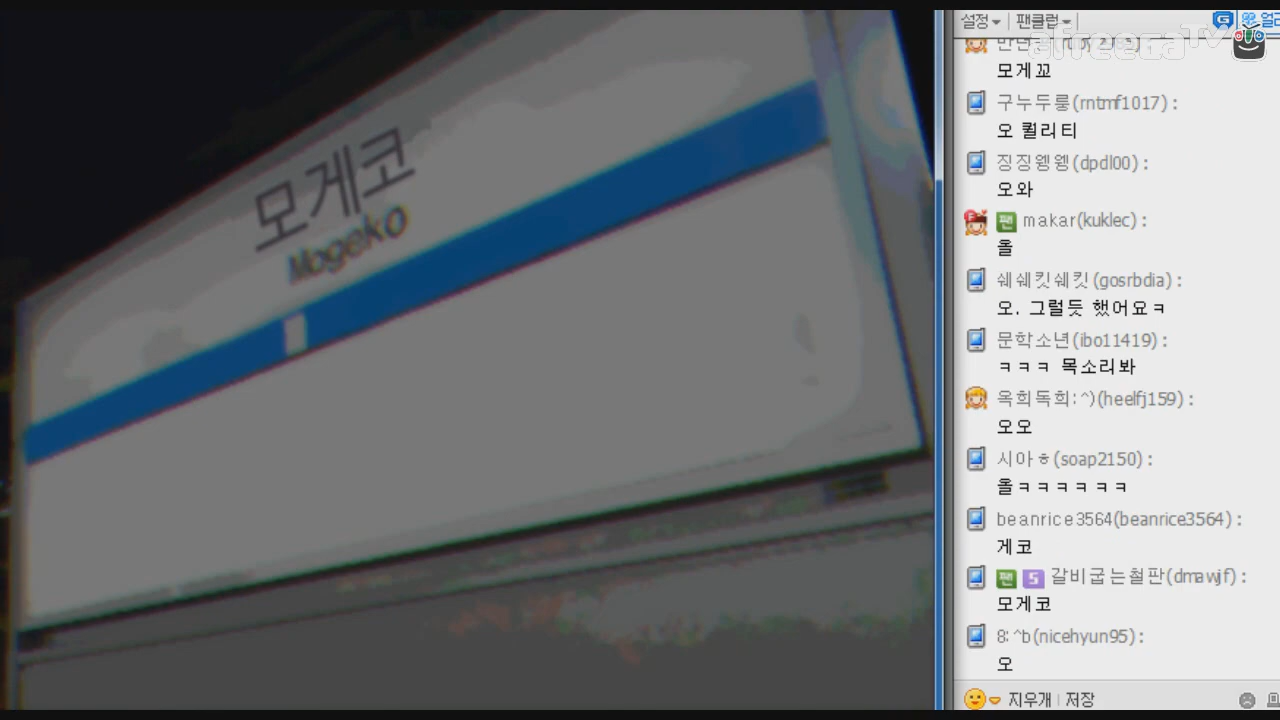 모게코
mogeko
설정
팬클럽
afreecaTV
모게꼬
구누두룽(rntmf1017) :
오 퀄리티
징징웽웽(dpdl00) :
오와
팬 makar(kuklec) :
올
쉐쉐킷쉐킷(gosrbdia) :
오. 그럴듯 했어요ㅋ
문학소년(ibo11419) :
ㅋㅋㅋ 목소리봐
옥희독희:^)(heelfj159) :
오오
시아ㅎ(soap2150) :
올ㅋㅋㅋㅋㅋㅋ
beanrice3564(beanrice3564) :
게코
팬 5 갈비굽는철판(dmawjf) :
모게코
8:^b(nicehyun95) :
오
지우개 | 저장